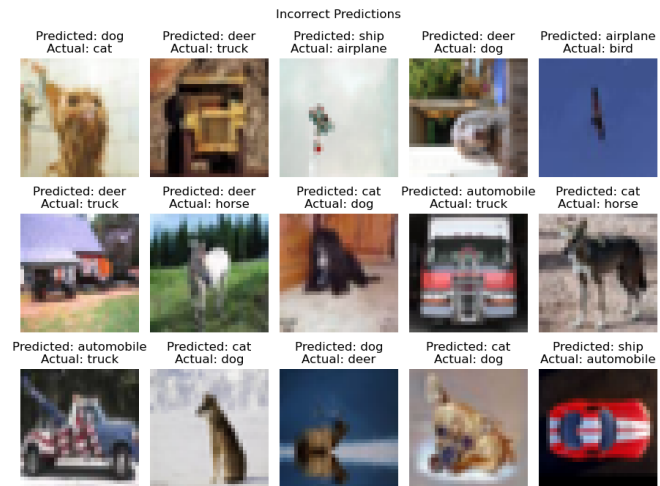 Incorrect Predictions
Predicted: dog
Actual: cat
Predicted: deer
Actual: truck
Predicted: ship
Actual: airplane
Predicted: deer
Actual: dog
Predicted: airplane
Actual: bird
Predicted: deer
Actual: truck
Predicted: deer
Actual: horse
Predicted: cat
Actual: dog
Predicted: automobile
Actual: truck
Predicted: cat
Actual: horse
Predicted: automobile
Actual: truck
Predicted: cat
Actual: dog
Predicted: dog
Actual: deer
Predicted: cat
Actual: dog
Predicted: ship
Actual: automobile